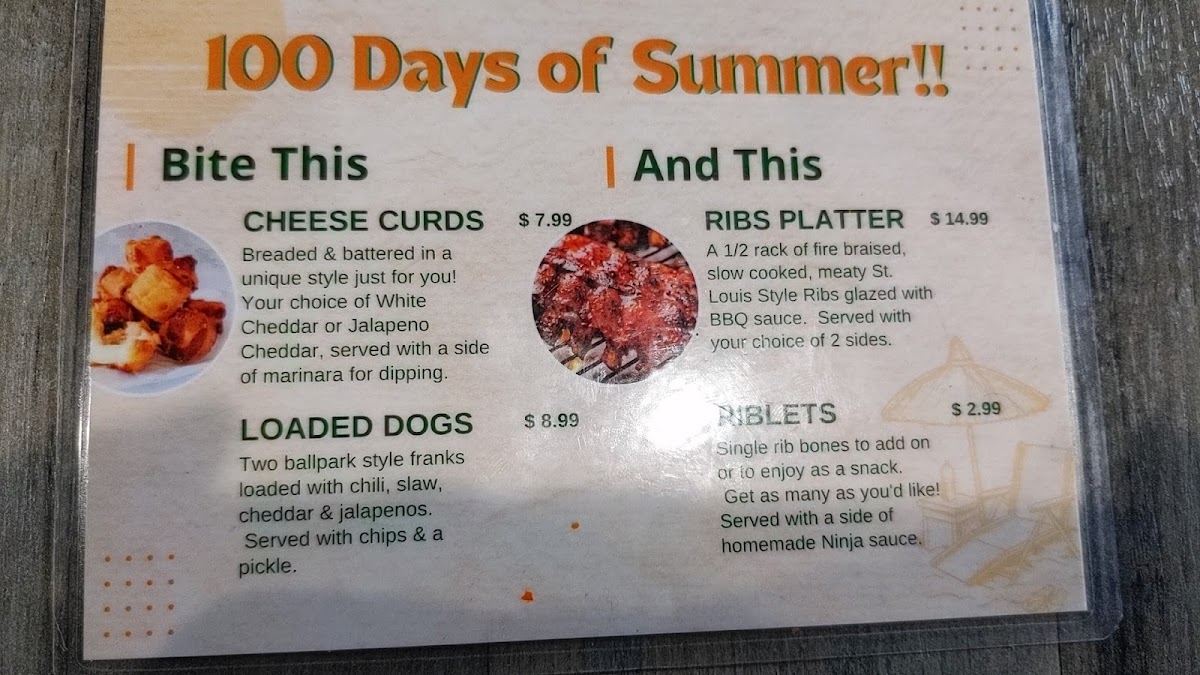 100 Days of Summer!!
Bite This
CHEESE CURDS $ 7.99
Breaded & battered in a
unique style just for you!
Your choice of White
Cheddar or Jalapeno
Cheddar, served with a side
of marinara for dipping.
LOADED DOGS $ 8.99
Two ballpark style franks
loaded with chili, slaw,
cheddar & jalapenos.
Served with chips & a
pickle.
And This
RIBS PLATTER $ 14.99
A 1/2 rack of fire braised,
slow cooked, meaty St.
Louis Style Ribs glazed with
BBQ sauce. Served with
your choice of 2 sides.
RIBLETS $ 2.99
Single rib bones to add on
or to enjoy as a snack.
Get as many as you'd like!
Served with a side of
homemade Ninja sauce.